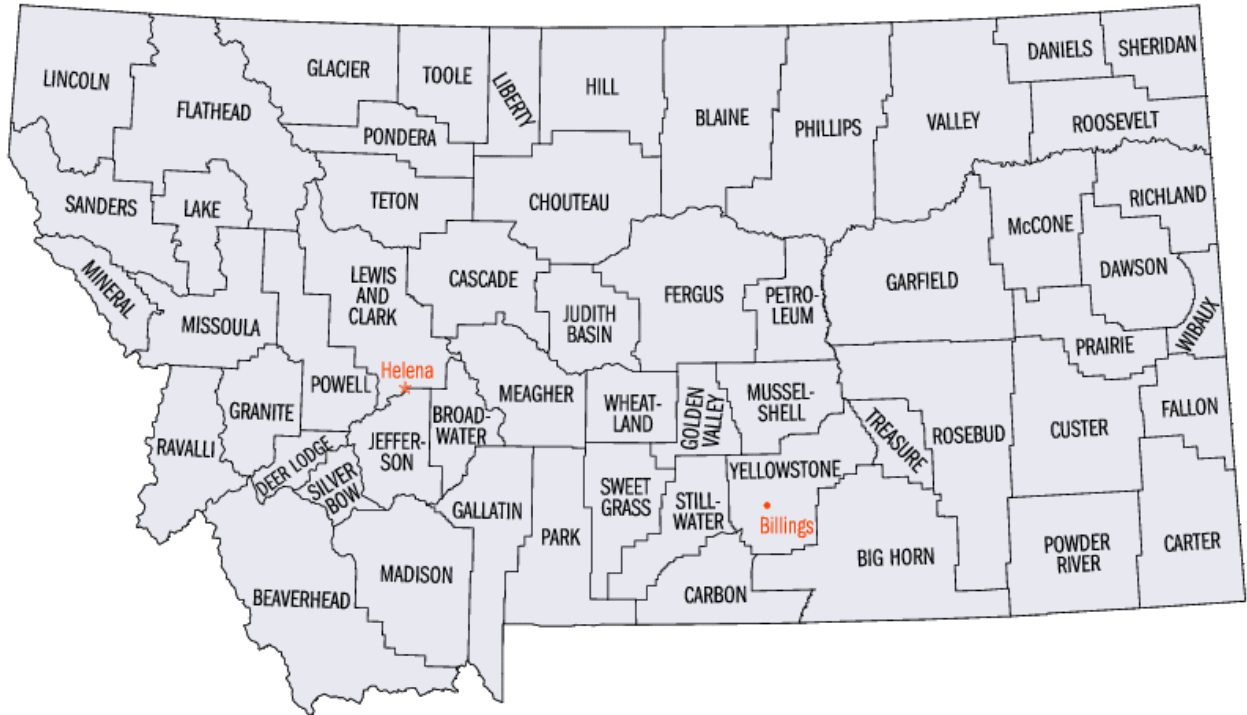 LINCOLN
FLATHEAD
GLACIER
TOOLE
LIBERTY
HILL
BLAINE
PHILLIPS
VALLEY
DANIELS
SHERIDAN
ROOSEVELT
PONDERA
TETON
CHOUTEAU
SANDERS
LAKE
RICHLAND
McCONE
DAWSON
WIBAUX
MINERAL
MISSOULA
LEWIS
AND
CLARK
CASCADE
JUDITH
BASIN
FERGUS
PETRO-
LEUM
GARFIELD
PRAIRIE
Helena
POWELL
GRANITE
RAVALLI
DEER LODGE
SILVER
BOW
JEFFER-
SON
BROAD-
WATER
MEAGHER
WHEAT-
LAND
GOLDEN
VALLEY
MUSSEL-
SHELL
TREASURE
ROSEBUD
CUSTER
FALLON
GALLATIN
PARK
SWEET
GRASS
STILL-
WATER
YELLOWSTONE
Billings
BIG HORN
POWDER
RIVER
CARTER
BEAVERHEAD
MADISON
CARBON